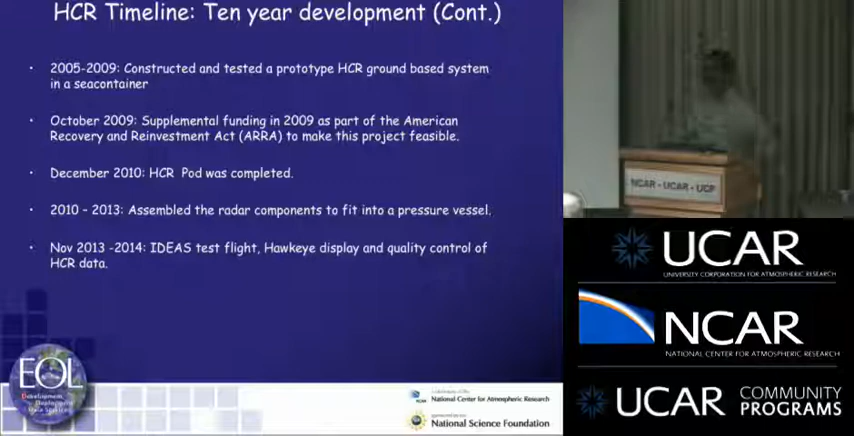 HCR Timeline: Ten year development (Cont.)
• 2005-2009: Constructed and tested a prototype HCR ground based system
in a seacontainer
• October 2009: Supplemental funding in 2009 as part of the American
Recovery and Reinvestment Act (ARRA) to make this project feasible.
• December 2010: HCR Pod was completed.
• 2010 - 2013: Assembled the radar components to fit into a pressure vessel.
• Nov 2013 -2014: IDEAS test flight, Hawkeye display and quality control of
HCR data.
EOL
Development
National Center for Atmospheric Research
National Science Foundation
NCAR • UCAR • UCP
UCAR
UNIVERSITY CORPORATION FOR ATMOSPHERIC RESEARCH
NCAR
NATIONAL CENTER FOR ATMOSPHERIC RESEARCH
UCAR COMMUNITY
PROGRAMS